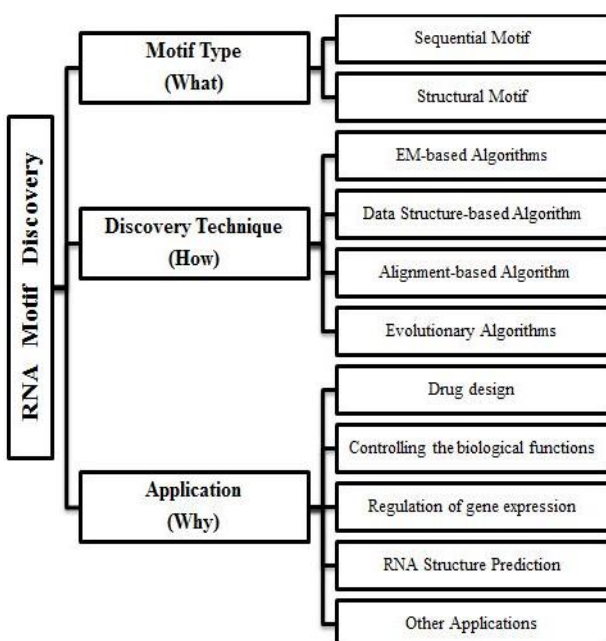 RNA Motif Discovery
Motif Type
(What)
Sequential Motif
Structural Motif
Discovery Technique
(How)
EM-based Algorithms
Data Structure-based Algorithm
Alignment-based Algorithm
Evolutionary Algorithms
Application
(Why)
Drug design
Controlling the biological functions
Regulation of gene expression
RNA Structure Prediction
Other Applications